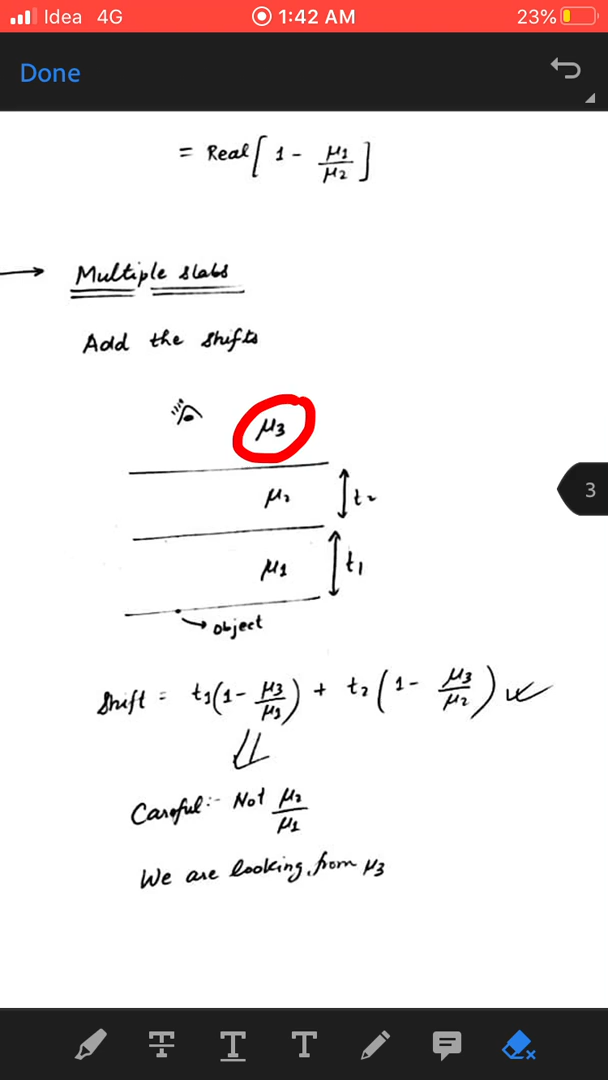 Idea 4G 1:42 AM 23%
Done
= Real [ 1 - μ1/μ2 ]
→ Multiple slabs
Add the shifts
μ3
μ2 t2
3
μ1 t1
→ object
Shift = t1(1 - μ3/μ1) + t2(1 - μ3/μ2)
Careful:- Not μ2/μ1
We are looking from μ3
T T T